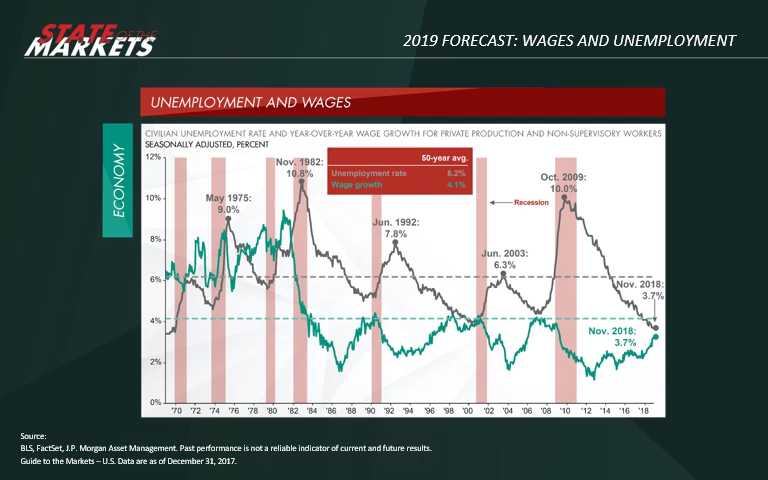 STATE OF THE
MARKETS
2019 FORECAST: WAGES AND UNEMPLOYMENT
UNEMPLOYMENT AND WAGES
ECONOMY
CIVILIAN UNEMPLOYMENT RATE AND YEAR-OVER-YEAR WAGE GROWTH FOR PRIVATE PRODUCTION AND NON-SUPERVISORY WORKERS
SEASONALLY ADJUSTED, PERCENT
12%
10%
8%
6%
4%
2%
0%
50-year avg.
Unemployment rate 6.2%
Wage growth 4.1%
May 1975:
9.0%
Nov. 1982:
10.8%
Jun. 1992:
7.8%
Recession
Jun. 2003:
6.3%
Oct. 2009:
10.0%
Nov. 2018:
3.7%
Nov. 2018:
3.7%
'70 '72 '74 '76 '78 '80 '82 '84 '86 '88 '90 '92 '94 '96 '98 '00 '02 '04 '06 '08 '10 '12 '14 '16 '18
Source:
BLS, FactSet, J.P. Morgan Asset Management. Past performance is not a reliable indicator of current and future results.
Guide to the Markets – U.S. Data are as of December 31, 2017.